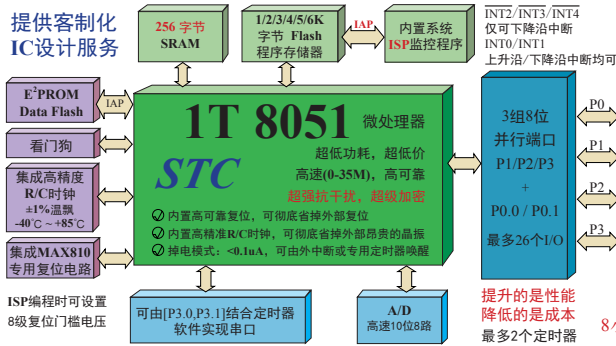 提供客制化
IC设计服务
256 字节
SRAM
1/2/3/4/5/6K
字节 Flash
程序存储器
IAP
内置系统
ISP监控程序
INT2/INT3/INT4
仅可下降沿中断
INT0/INT1
上升沿/下降沿中断均可
E²PROM
Data Flash
IAP
看门狗
集成高精度
R/C时钟
±1%温飘
-40℃ ~ +85℃
集成MAX810
专用复位电路
ISP编程时可设置
8级复位门槛电压
1T 8051 微处理器
STC
超低功耗，超低价
高速(0-35M)，高可靠
超强抗干扰，超级加密
内置高可靠复位，可彻底省掉外部复位
内置高精准R/C时钟，可彻底省掉外部昂贵的晶振
掉电模式：<0.1uA，可由外中断或专用定时器唤醒
3组8位
并行端口
P1/P2/P3
+
P0.0 / P0.1
最多26个I/O
P0
P1
P2
P3
可由[P3.0,P3.1]结合定时器
软件实现串口
A/D
高速10位8路
提升的是性能
降低的是成本
最多2个定时器
8